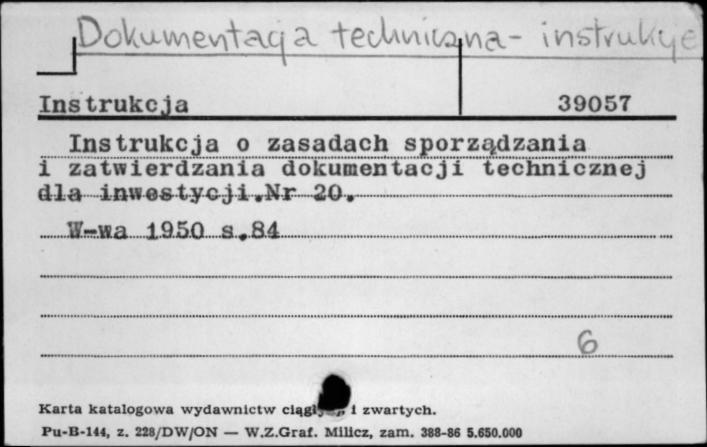 Dokumentacja techniczna - instrukcje
Instrukcja 39057
Instrukcja o zasadach sporządzania
i zatwierdzania dokumentacji technicznej
dla inwestycji.Nr 20.
W-wa 1950 s.84
6
Karta katalogowa wydawnictw i zwartych.
Pu-B-144, z. 228/DW/ON — W.Z.Graf. Milicz, zam. 388-86 5.650.000